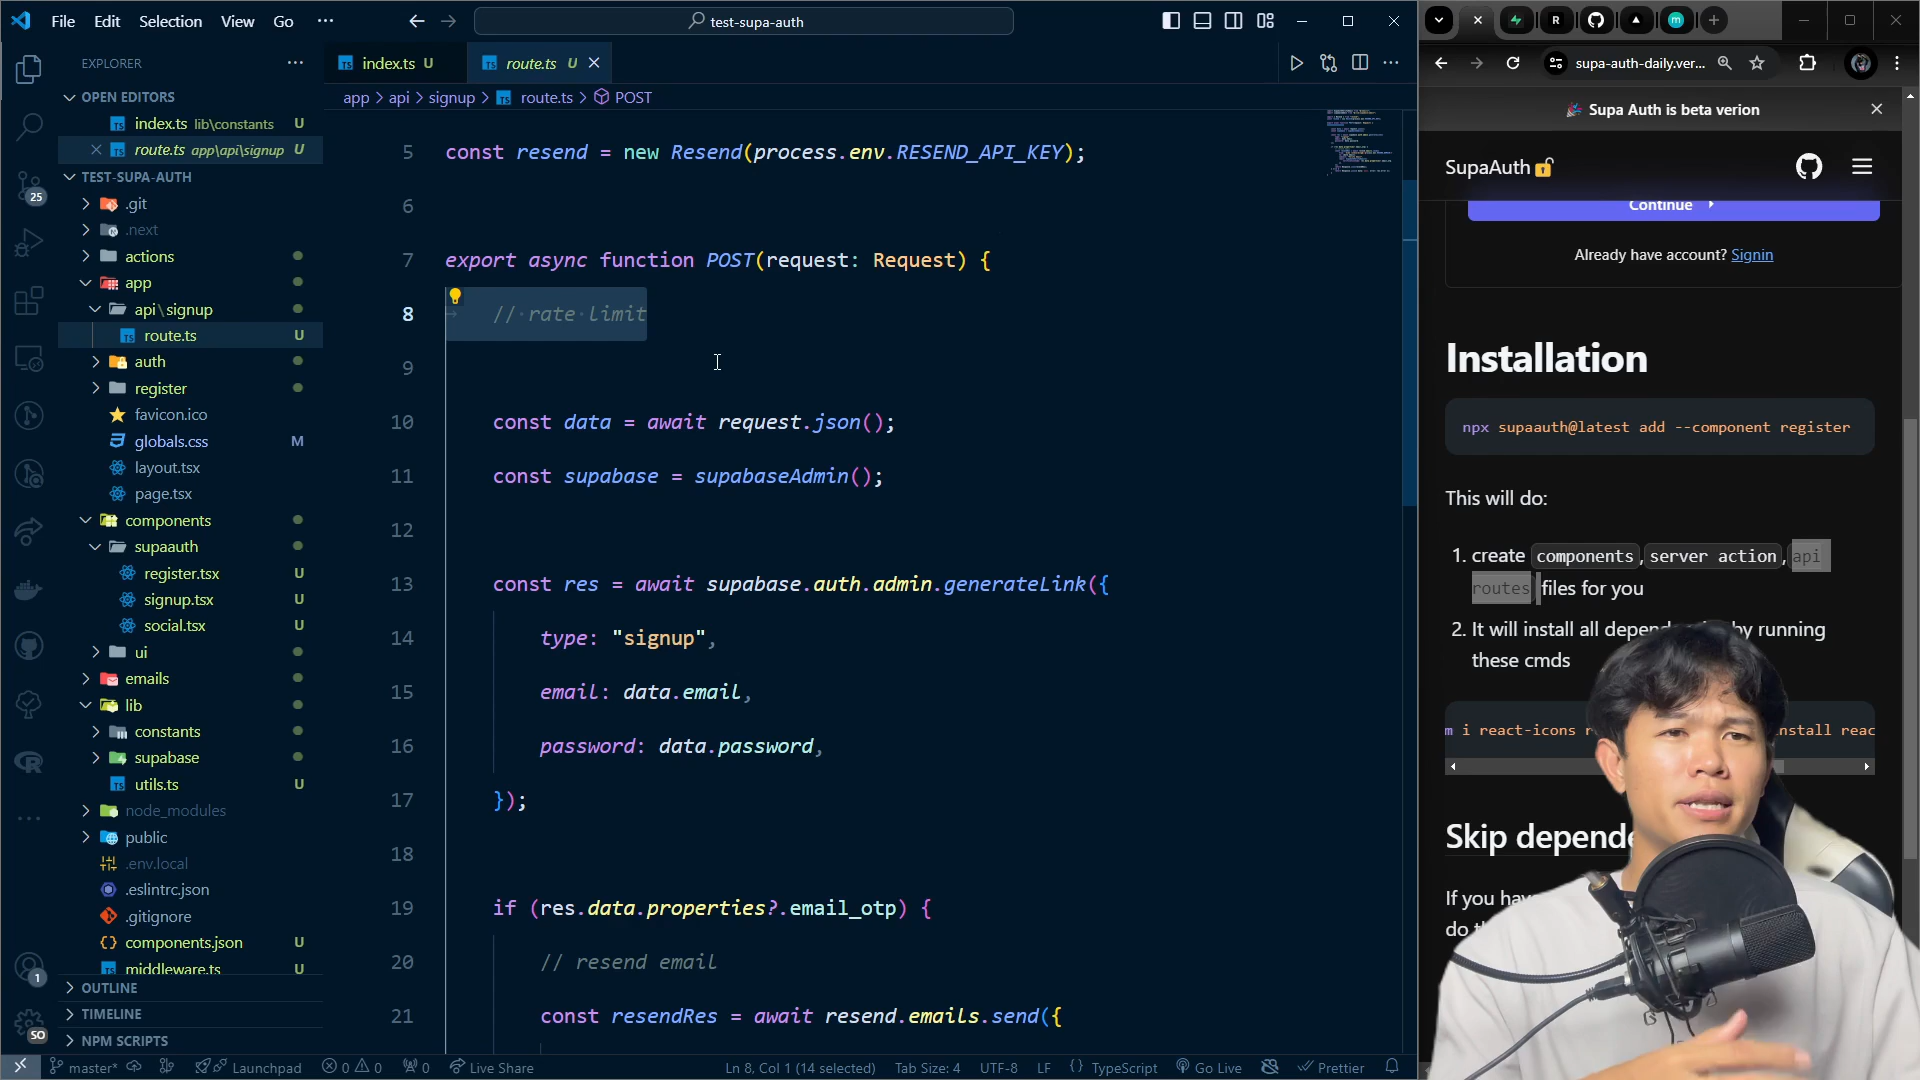 File Edit Selection View Go ··· test-supa-auth
EXPLORER
OPEN EDITORS
index.ts lib\constants U
route.ts app\api\signup U
TEST-SUPA-AUTH
.git
.next
actions
app
api\signup
route.ts U
auth
register
favicon.ico
globals.css M
layout.tsx
page.tsx
components
supaauth
register.tsx U
signup.tsx U
social.tsx U
ui
emails
lib
constants
supabase
utils.ts U
node_modules
public
.env.local
.eslintrc.json
.gitignore
components.json U
middleware.ts U
OUTLINE
TIMELINE
NPM SCRIPTS
25
1
SO
index.ts U route.ts U
app > api > signup > route.ts > POST
5 const resend = new Resend(process.env.RESEND_API_KEY);
6
7 export async function POST(request: Request) {
8 // rate limit
9
10 const data = await request.json();
11 const supabase = supabaseAdmin();
12
13 const res = await supabase.auth.admin.generateLink({
14 type: "signup",
15 email: data.email,
16 password: data.password,
17 });
18
19 if (res.data.properties?.email_otp) {
20 // resend email
21 const resendRes = await resend.emails.send({
master* Launchpad 0 0 0 Live Share Ln 8, Col 1 (14 selected) Tab Size: 4 UTF-8 LF {} TypeScript Go Live Prettier
supa-auth-daily.ver...
🎉 Supa Auth is beta verion
SupaAuth🔓
Continue
Already have account? Signin
Installation
npx supaauth@latest add --component register
This will do:
1. create components, server action, api
routes files for you
2. It will install all by running
these cmds
i react-icons
Skip
If you
do